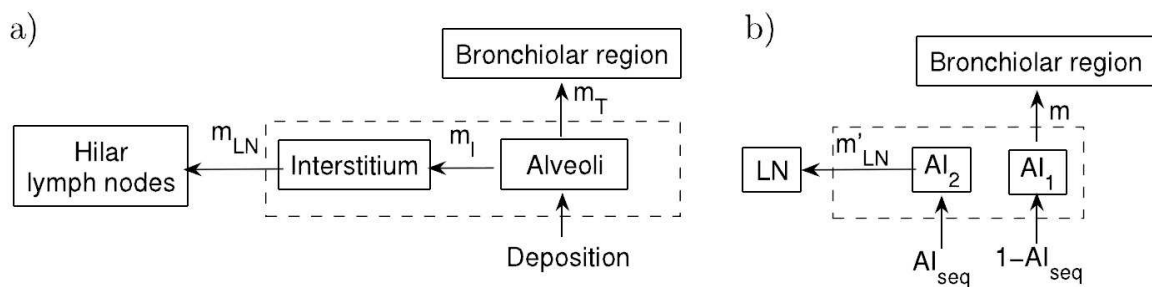 a)
Bronchiolar region
m_T
m_LN
m_I
Hilar
lymph nodes
Interstitium
Alveoli
Deposition
b)
Bronchiolar region
m
m'_LN
LN
AI_2
AI_1
AI_seq
1−AI_seq